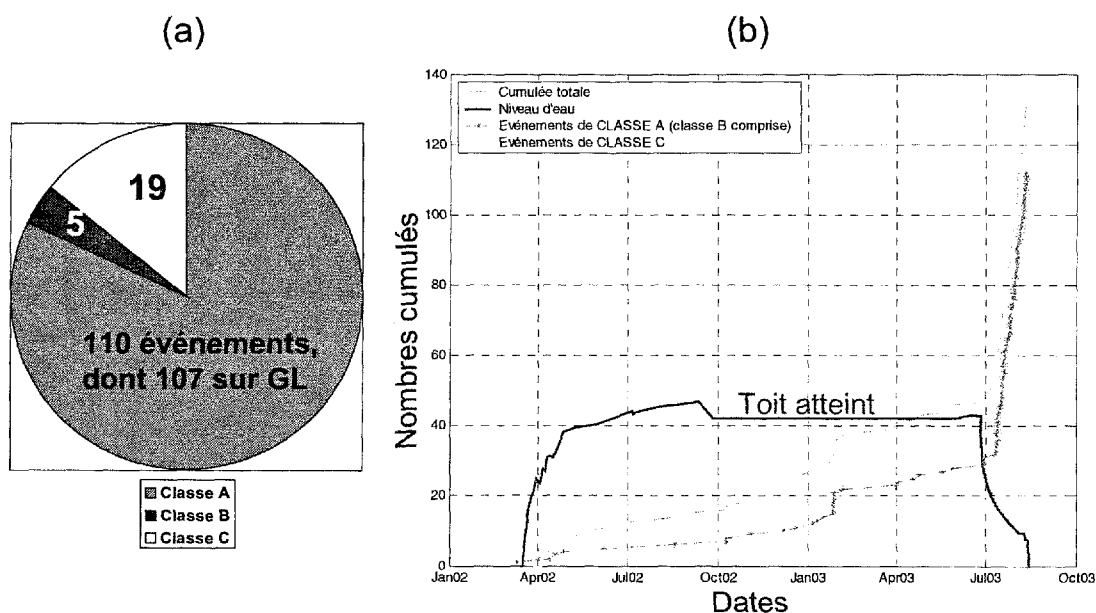 (a)
19
5
110 événements,
dont 107 sur GL
Classe A
Classe B
Classe C
(b)
Cumulée totale
Niveau d'eau
Evénements de CLASSE A (classe B comprise)
Evénements de CLASSE C
Nombres cumulés
140
120
100
80
60
40
20
0
Toit atteint
Jan02 Apr02 Jul02 Oct02 Jan03 Apr03 Jul03 Oct03
Dates